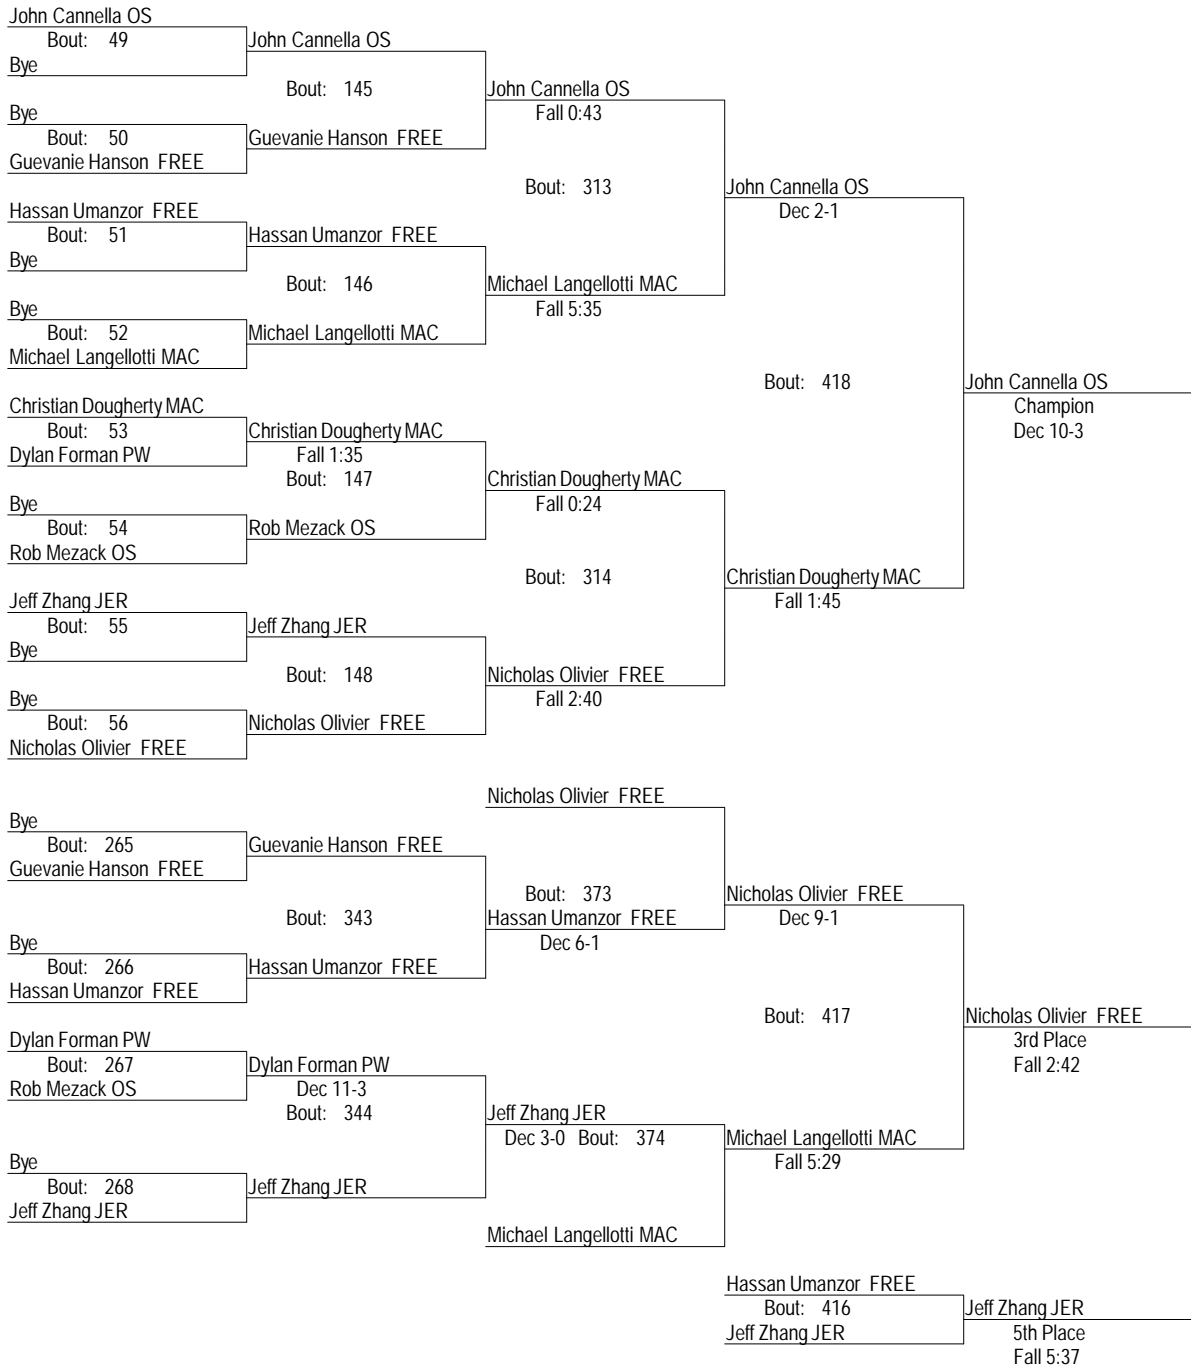 John Cannella OS
Bout: 49
John Cannella OS
Bye
Bout: 145
John Cannella OS
Bye
Fall 0:43
Bout: 50
Guevanie Hanson FREE
Guevanie Hanson FREE
Bout: 313
John Cannella OS
Hassan Umanzor FREE
Dec 2-1
Bout: 51
Hassan Umanzor FREE
Bye
Bout: 146
Michael Langellotti MAC
Bye
Fall 5:35
Bout: 52
Michael Langellotti MAC
Michael Langellotti MAC
Bout: 418
John Cannella OS
Christian Dougherty MAC
Champion
Bout: 53
Christian Dougherty MAC
Dec 10-3
Dylan Forman PW
Fall 1:35
Bout: 147
Christian Dougherty MAC
Bye
Fall 0:24
Bout: 54
Rob Mezack OS
Rob Mezack OS
Bout: 314
Christian Dougherty MAC
Jeff Zhang JER
Fall 1:45
Bout: 55
Jeff Zhang JER
Bye
Bout: 148
Nicholas Olivier FREE
Bye
Fall 2:40
Bout: 56
Nicholas Olivier FREE
Nicholas Olivier FREE
Nicholas Olivier FREE
Bye
Bout: 265
Guevanie Hanson FREE
Guevanie Hanson FREE
Bout: 373
Nicholas Olivier FREE
Bout: 343
Hassan Umanzor FREE
Dec 9-1
Bye
Dec 6-1
Bout: 266
Hassan Umanzor FREE
Hassan Umanzor FREE
Bout: 417
Nicholas Olivier FREE
Dylan Forman PW
3rd Place
Bout: 267
Dylan Forman PW
Fall 2:42
Rob Mezack OS
Dec 11-3
Bout: 344
Jeff Zhang JER
Dec 3-0 Bout: 374
Michael Langellotti MAC
Bye
Fall 5:29
Bout: 268
Jeff Zhang JER
Jeff Zhang JER
Michael Langellotti MAC
Hassan Umanzor FREE
Bout: 416
Jeff Zhang JER
Jeff Zhang JER
5th Place
Fall 5:37